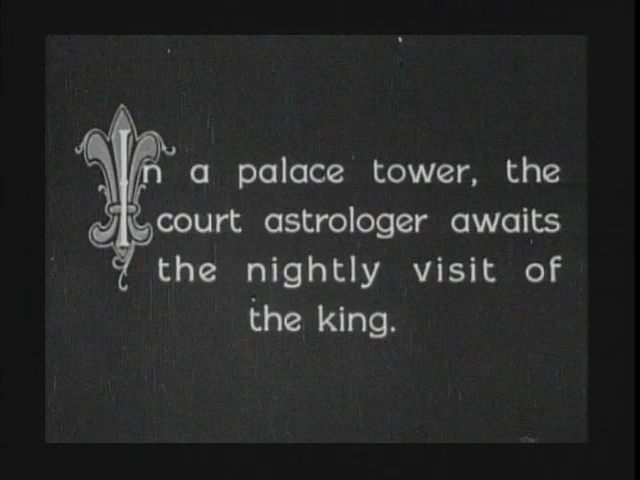 In a palace tower, the
court astrologer awaits
the nightly visit of
the king.